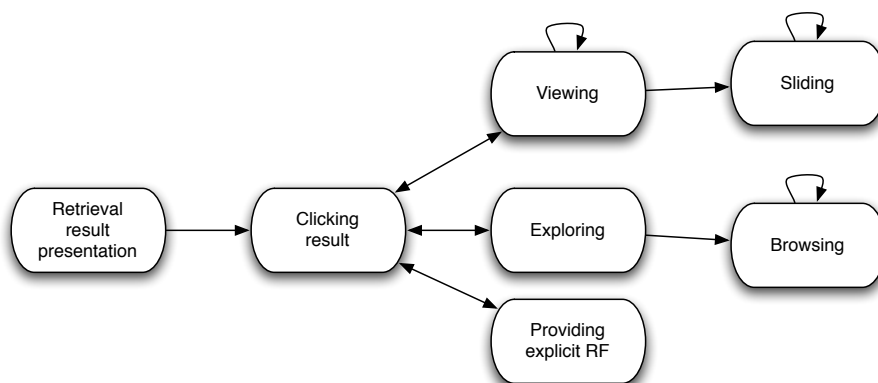 Retrieval
result
presentation
Clicking
result
Viewing
Sliding
Exploring
Browsing
Providing
explicit RF